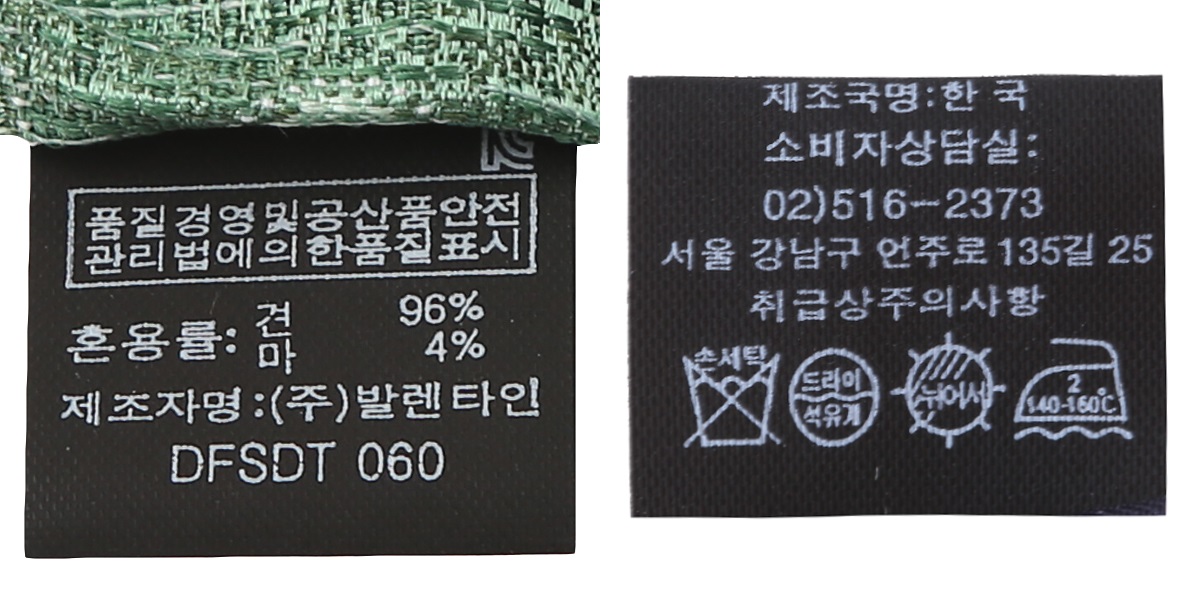 품질경영및공산품안전
관리법에의한품질표시
혼용률: 견 96%
마 4%
제조자명:(주)발렌타인
DFSDT 060
제조국명:한국
소비자상담실:
02)516-2373
서울 강남구 언주로 135길 25
취급상주의사항
손세탁
드라이
석유계
뉘어서
2
140-160℃